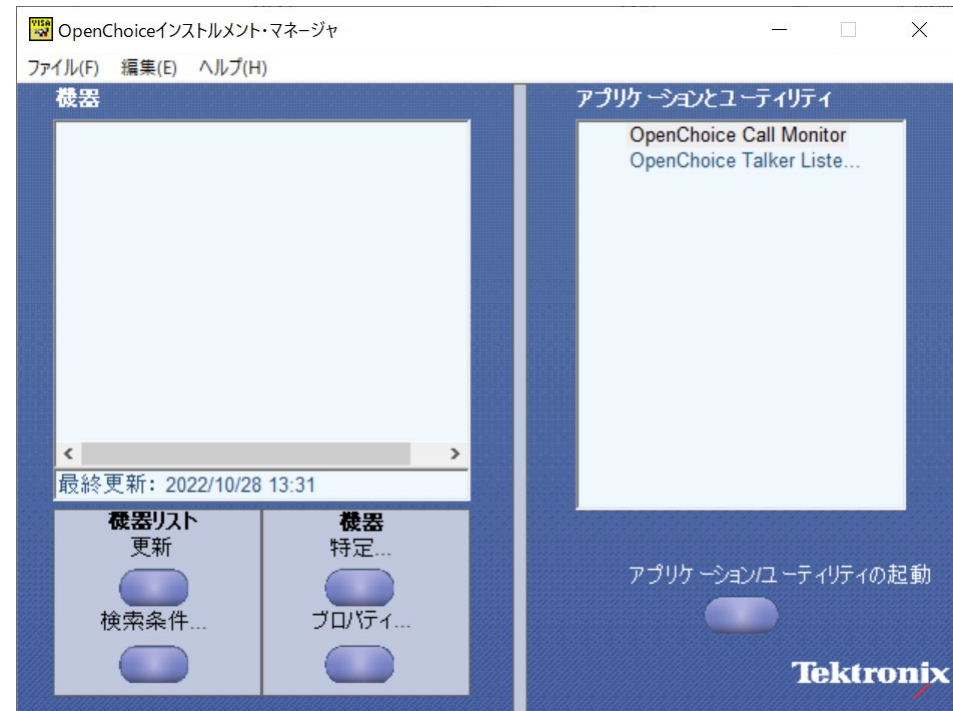 OpenChoiceインストルメント・マネージャ
ファイル(F) 編集(E) ヘルプ(H)
機器
最終更新: 2022/10/28 13:31
機器リスト
更新
検索条件...
機器
特定...
プロパティ...
アプリケーションとユーティリティ
OpenChoice Call Monitor
OpenChoice Talker Liste...
アプリケーション/ユーティリティの起動
Tektronix